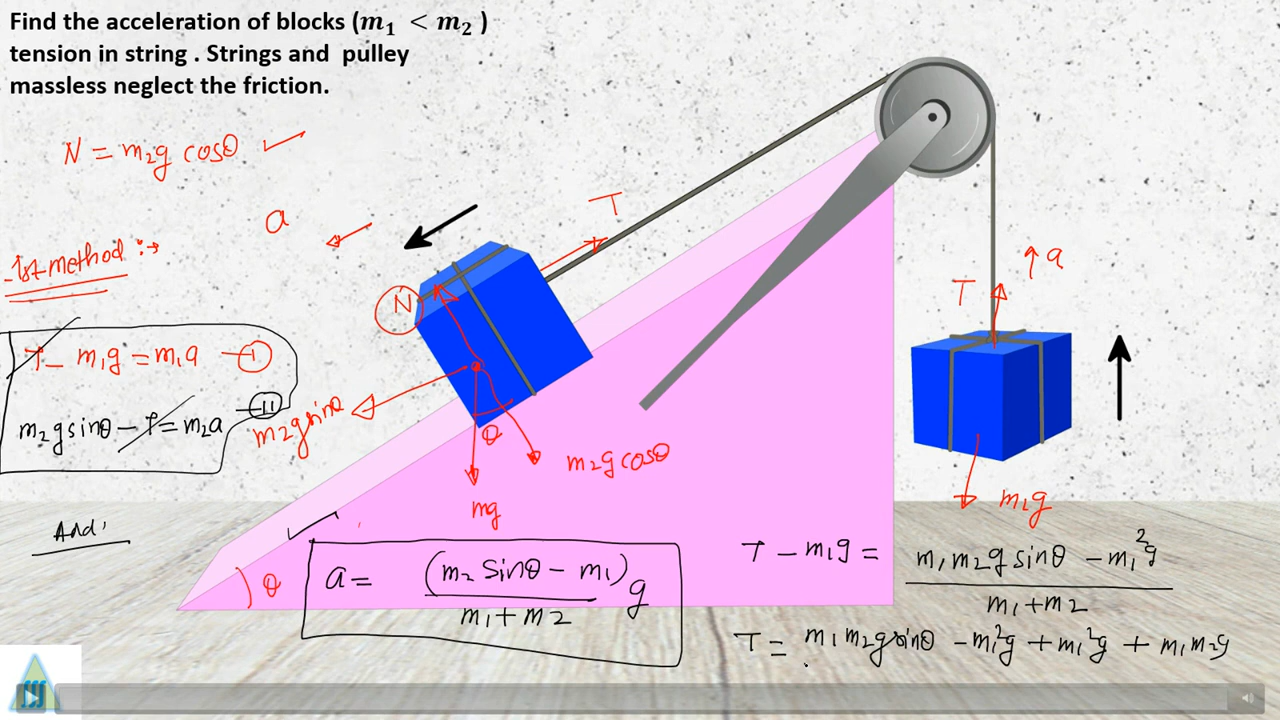 Find the acceleration of blocks (m₁ < m₂ )
tension in string . Strings and pulley
massless neglect the friction.
N = m₂g cosθ
a
T
1st method :→
N
↑ a
T
T - m₁g = m₁a —(I)
m₂g sinθ - T = m₂a —(II)
m₂g sinθ
θ
m₂g cosθ
mg
m₁g
And:
θ
a = (m₂ sinθ - m₁) g / m₁ + m₂
T - m₁g = m₁m₂g sinθ - m₁²g / m₁ + m₂
T = m₁m₂g sinθ - m₁²g + m₁²g + m₁m₂g